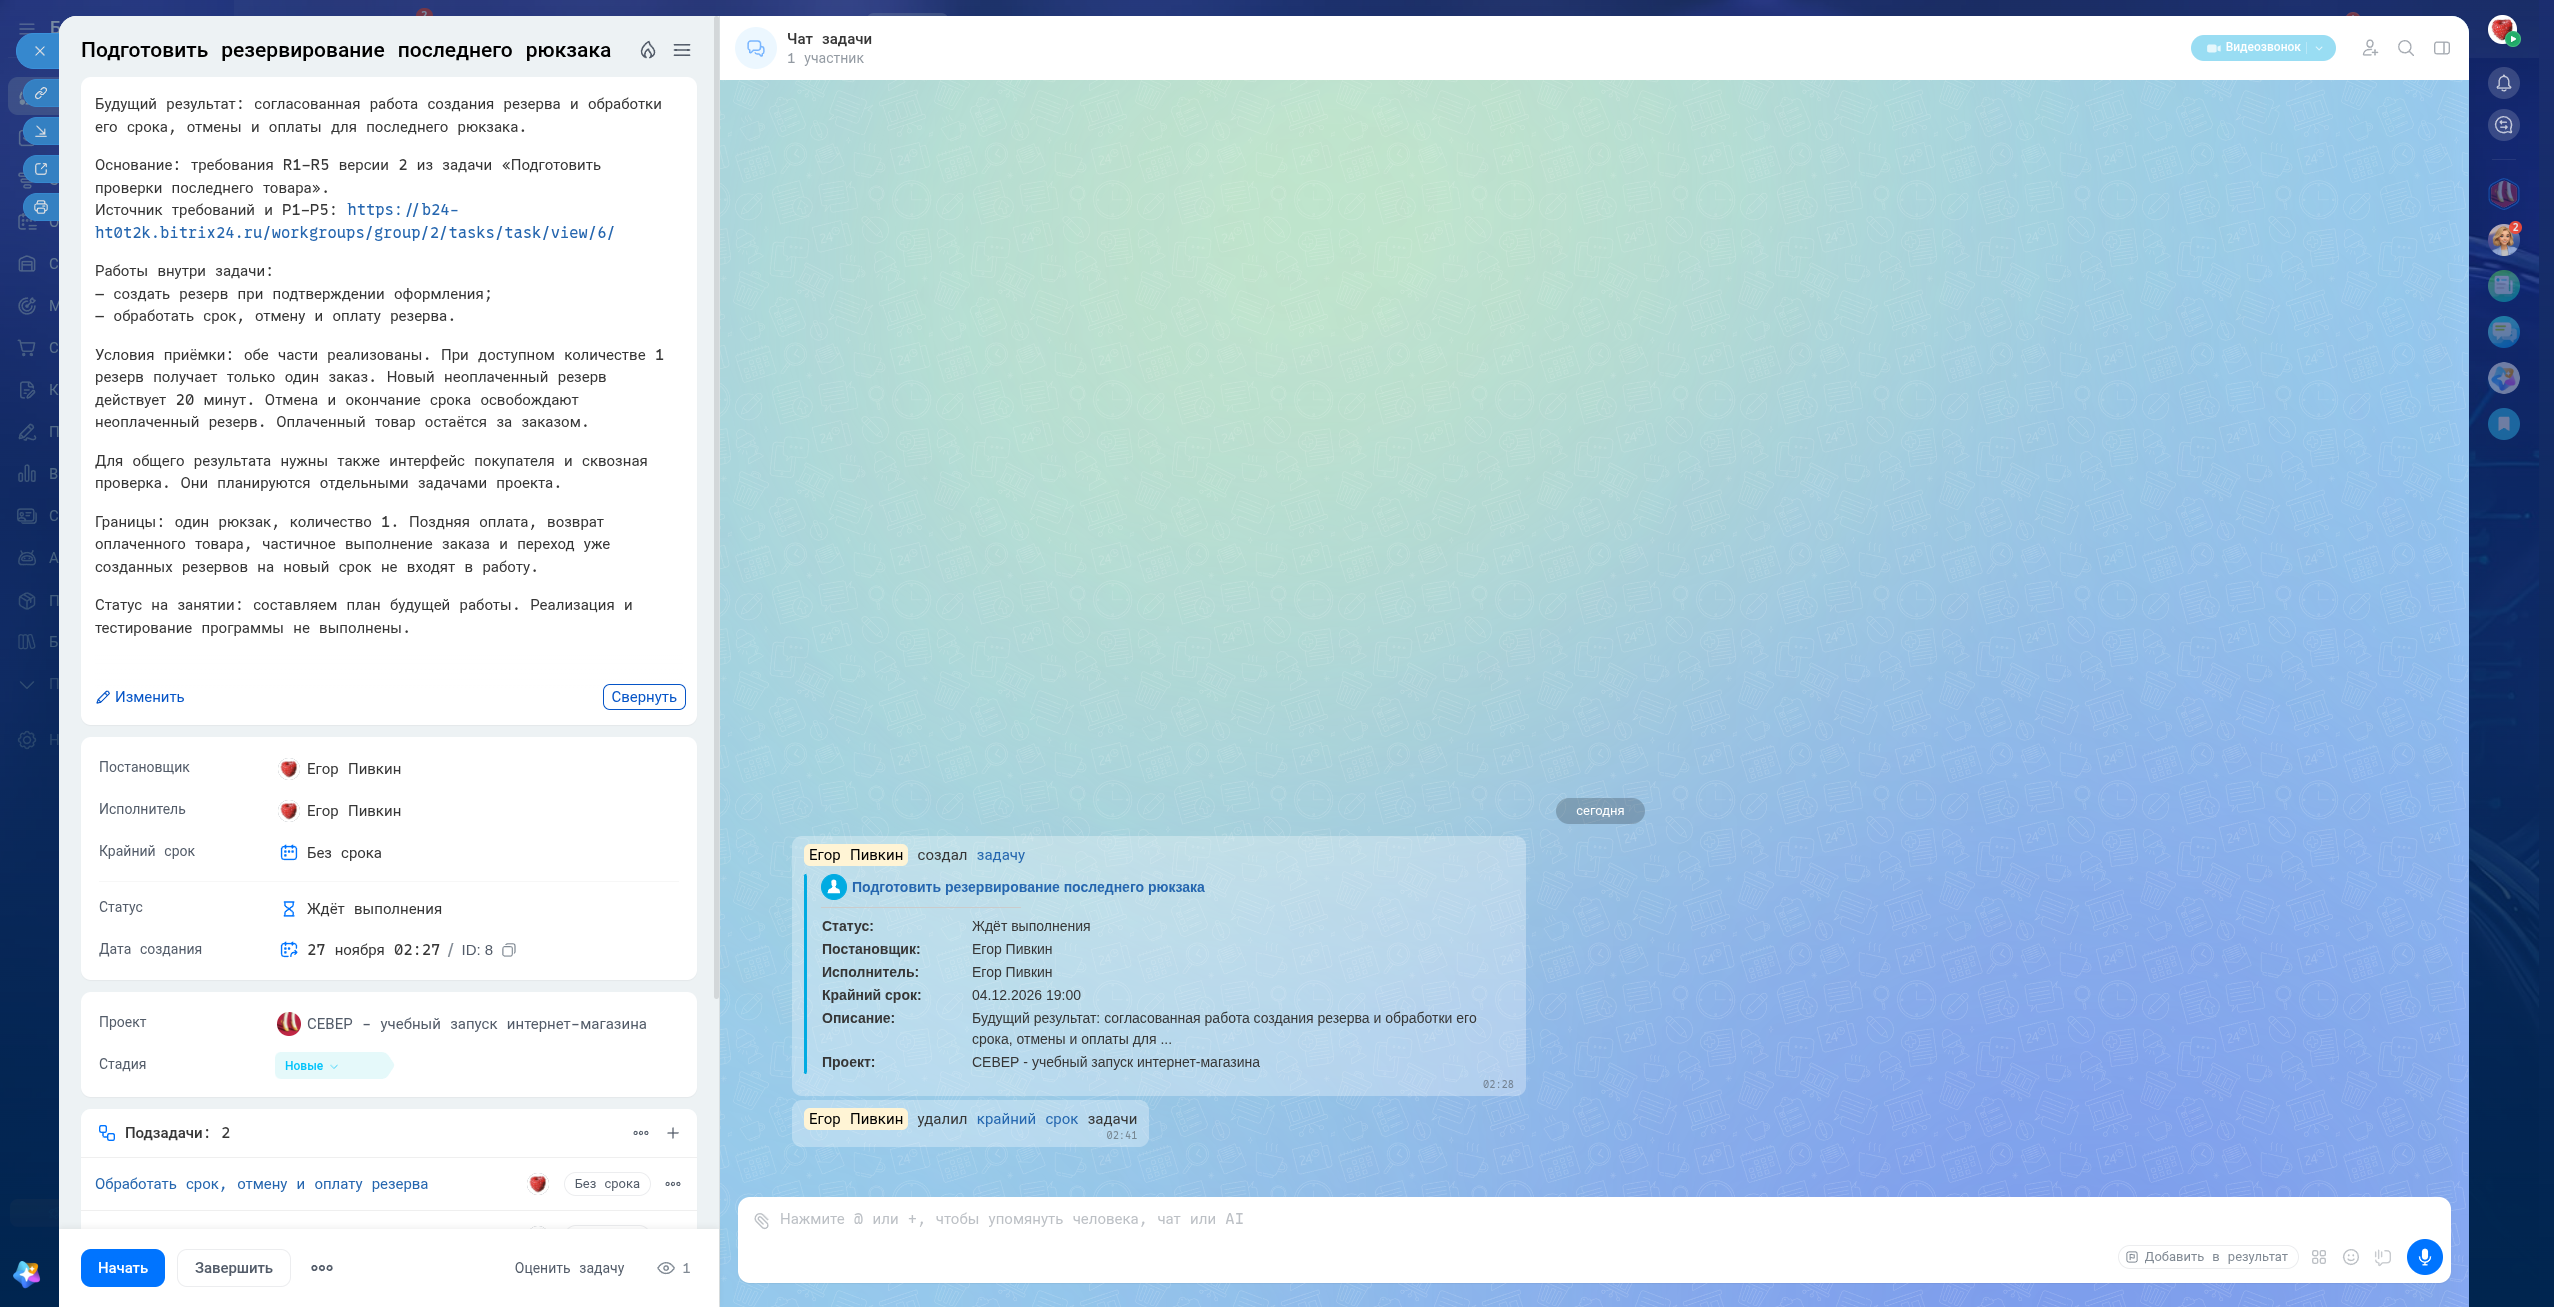 Подготовить резервирование последнего рюкзака
Будущий результат: согласованная работа создания резерва и обработки
его срока, отмены и оплаты для последнего рюкзака.
Основание: требования R1–R5 версии 2 из задачи «Подготовить
проверки последнего товара».
Источник требований и P1–P5: https://b24-
ht0t2k.bitrix24.ru/workgroups/group/2/tasks/task/view/6/
Работы внутри задачи:
— создать резерв при подтверждении оформления;
— обработать срок, отмену и оплату резерва.
Условия приёмки: обе части реализованы. При доступном количестве 1
резерв получает только один заказ. Новый неоплаченный резерв
действует 20 минут. Отмена и окончание срока освобождают
неоплаченный резерв. Оплаченный товар остаётся за заказом.
Для общего результата нужны также интерфейс покупателя и сквозная
проверка. Они планируются отдельными задачами проекта.
Границы: один рюкзак, количество 1. Поздняя оплата, возврат
оплаченного товара, частичное выполнение заказа и переход уже
созданных резервов на новый срок не входят в работу.
Статус на занятии: составляем план будущей работы. Реализация и
тестирование программы не выполнены.
Изменить
Свернуть
Постановщик
Егор Пивкин
Исполнитель
Егор Пивкин
Крайний срок
Без срока
Статус
Ждёт выполнения
Дата создания
27 ноября 02:27 / ID: 8
Проект
СЕВЕР – учебный запуск интернет-магазина
Стадия
Новые
Подзадачи: 2
Обработать срок, отмену и оплату резерва
Без срока
Начать
Завершить
Оценить задачу
1
Чат задачи
1 участник
Видеозвонок
сегодня
Егор Пивкин создал задачу
Подготовить резервирование последнего рюкзака
Статус: Ждёт выполнения
Постановщик: Егор Пивкин
Исполнитель: Егор Пивкин
Крайний срок: 04.12.2026 19:00
Описание: Будущий результат: согласованная работа создания резерва и обработки его
срока, отмены и оплаты для ...
Проект: СЕВЕР - учебный запуск интернет-магазина
02:28
Егор Пивкин удалил крайний срок задачи
02:41
Нажмите @ или +, чтобы упомянуть человека, чат или AI
Добавить в результат
2